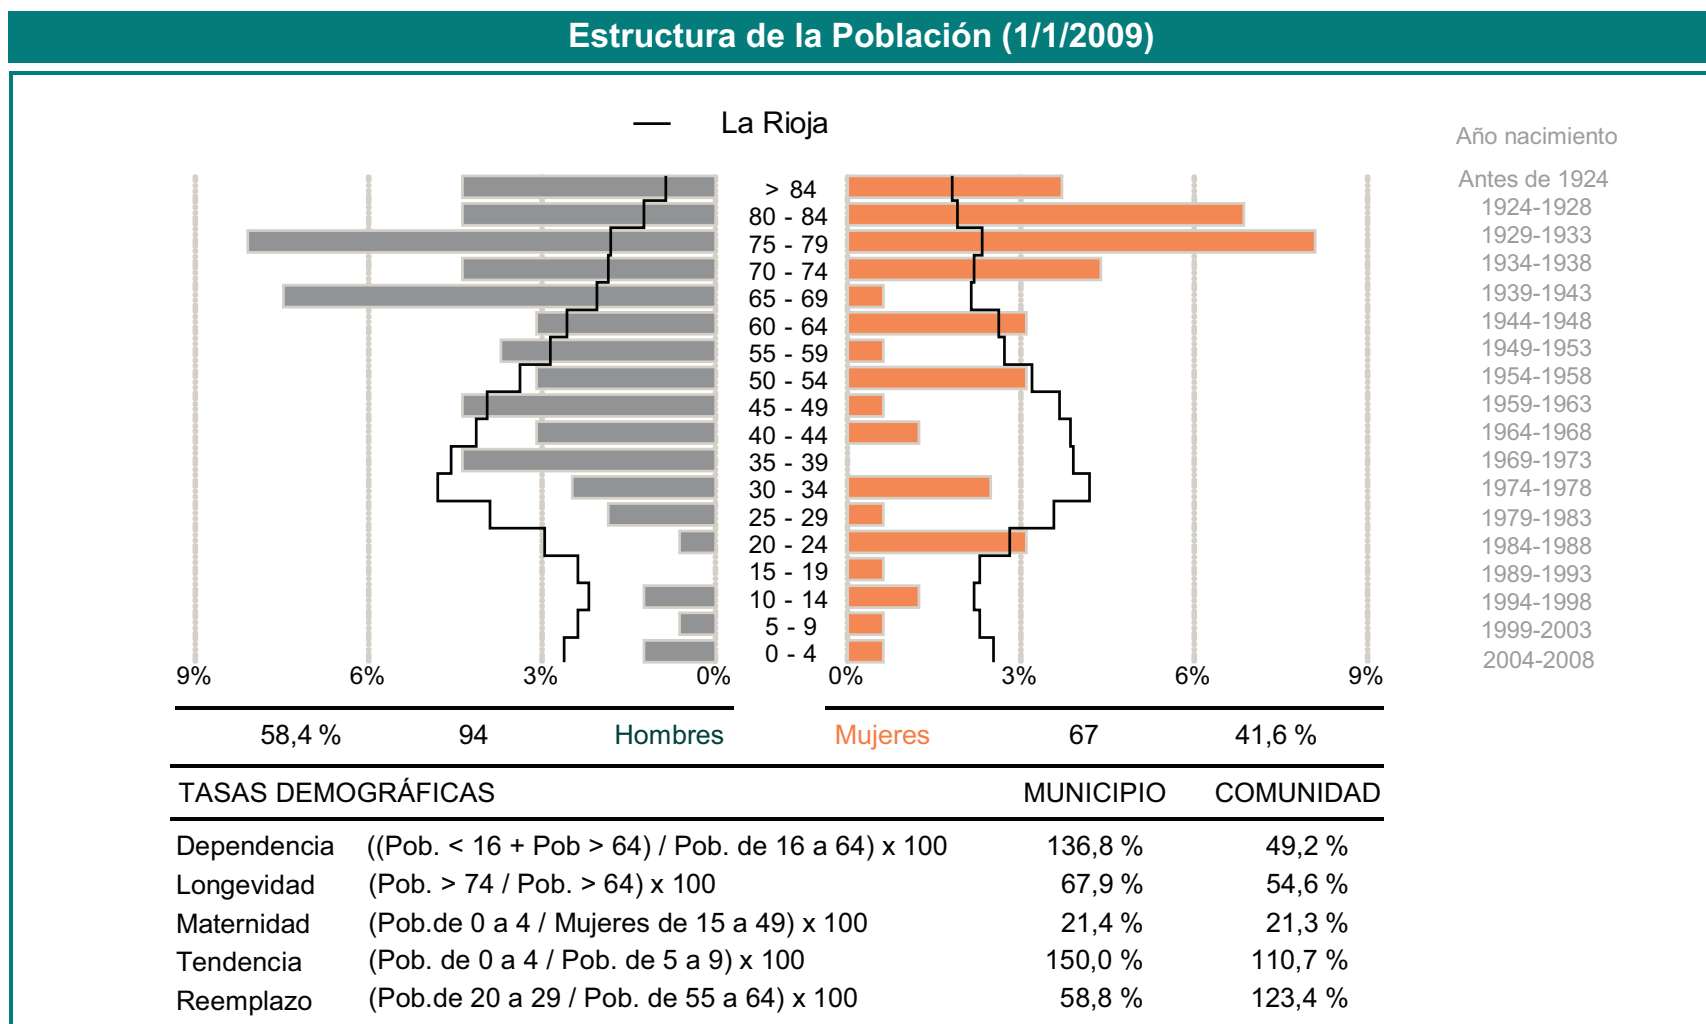 Estructura de la Población (1/1/2009)
La Rioja
Año nacimiento
> 84 Antes de 1924
80 - 84 1924-1928
75 - 79 1929-1933
70 - 74 1934-1938
65 - 69 1939-1943
60 - 64 1944-1948
55 - 59 1949-1953
50 - 54 1954-1958
45 - 49 1959-1963
40 - 44 1964-1968
35 - 39 1969-1973
30 - 34 1974-1978
25 - 29 1979-1983
20 - 24 1984-1988
15 - 19 1989-1993
10 - 14 1994-1998
5 - 9 1999-2003
0 - 4 2004-2008
9% 6% 3% 0% 0% 3% 6% 9%
58,4 % 94 Hombres Mujeres 67 41,6 %
TASAS DEMOGRÁFICAS MUNICIPIO COMUNIDAD
Dependencia ((Pob. < 16 + Pob > 64) / Pob. de 16 a 64) x 100 136,8 % 49,2 %
Longevidad (Pob. > 74 / Pob. > 64) x 100 67,9 % 54,6 %
Maternidad (Pob.de 0 a 4 / Mujeres de 15 a 49) x 100 21,4 % 21,3 %
Tendencia (Pob. de 0 a 4 / Pob. de 5 a 9) x 100 150,0 % 110,7 %
Reemplazo (Pob.de 20 a 29 / Pob. de 55 a 64) x 100 58,8 % 123,4 %